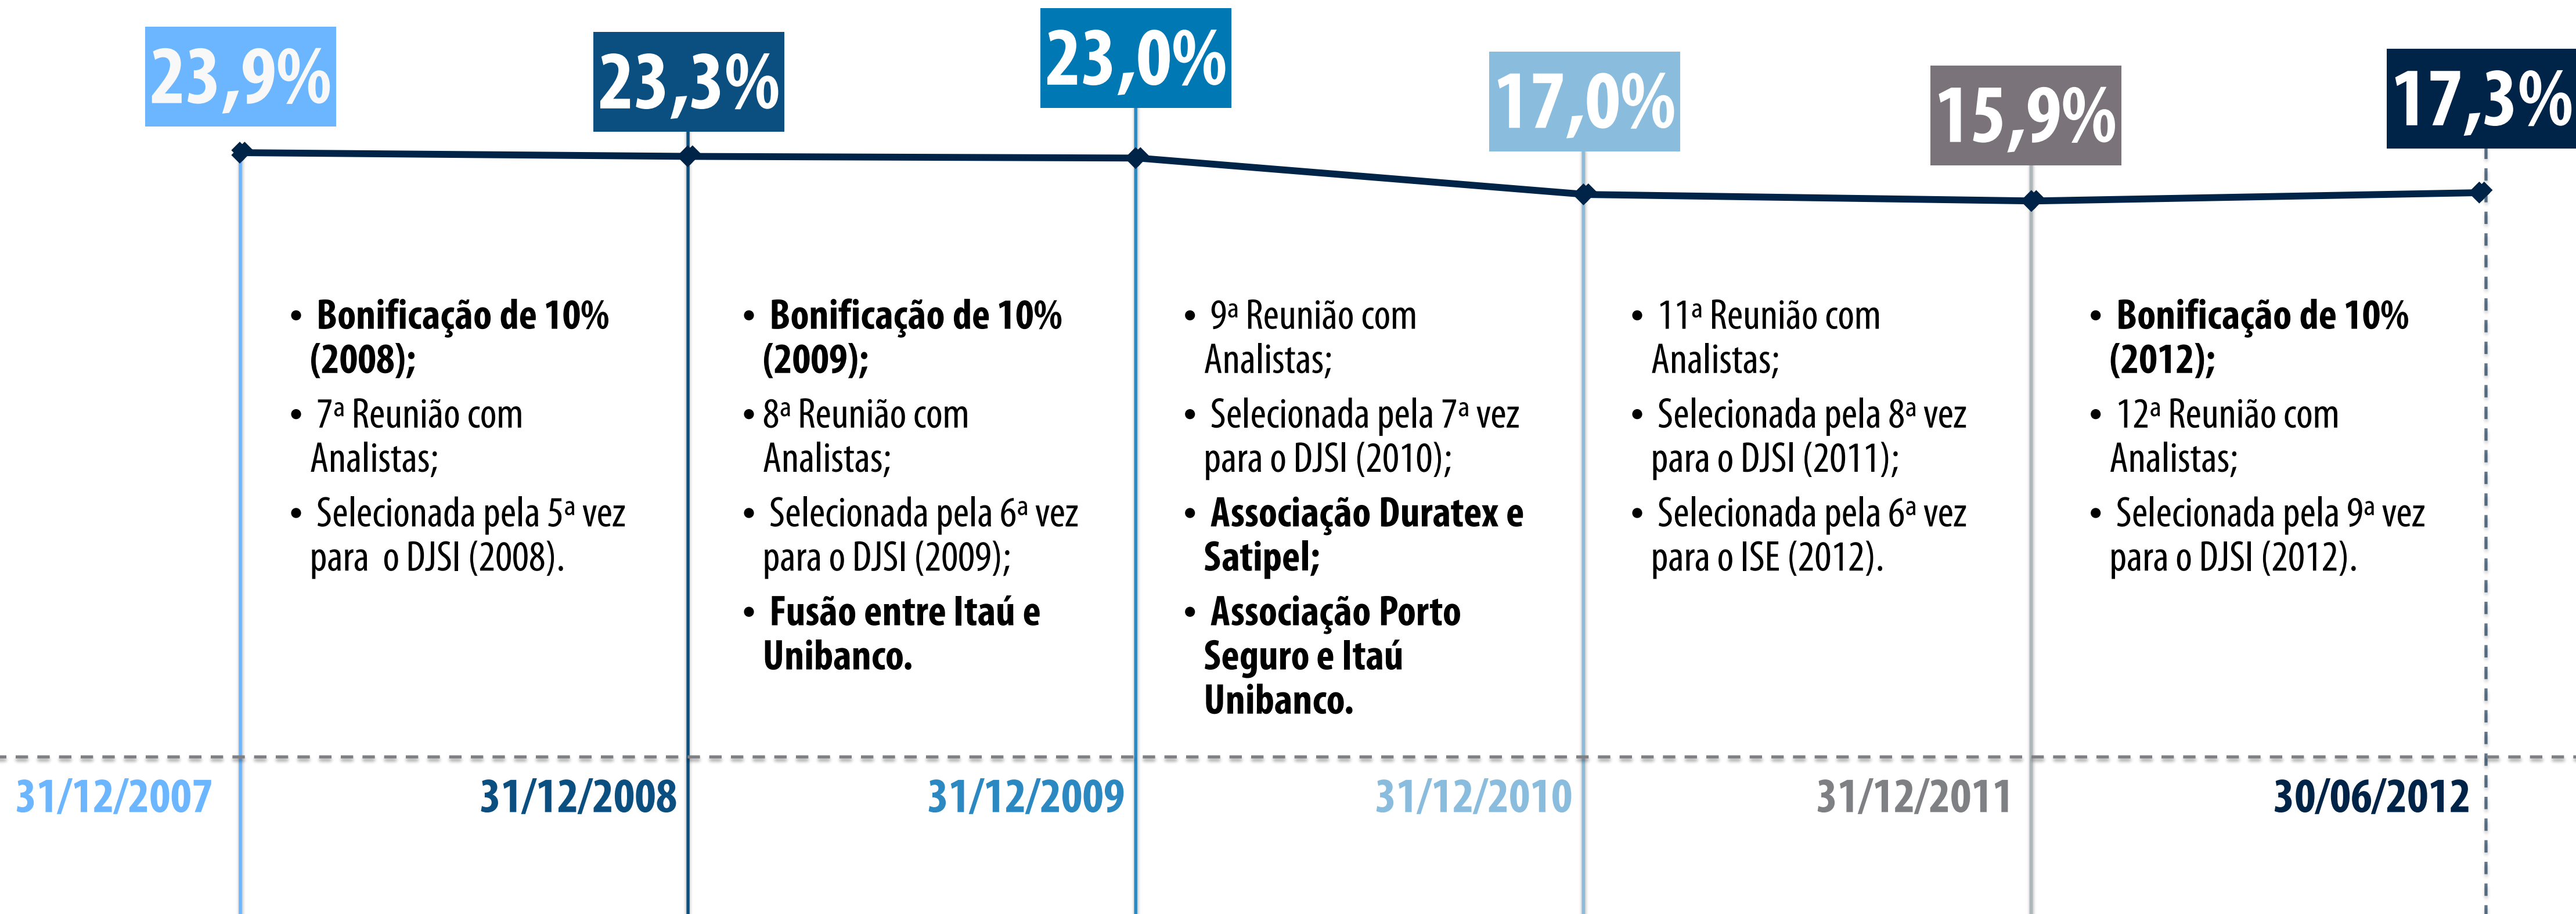 23,9%
23,3%
23,0%
17,0%
15,9%
17,3%
• Bonificação de 10%
(2008);
• 7ª Reunião com
Analistas;
• Selecionada pela 5ª vez
para o DJSI (2008).
• Bonificação de 10%
(2009);
• 8ª Reunião com
Analistas;
• Selecionada pela 6ª vez
para o DJSI (2009);
• Fusão entre Itaú e
Unibanco.
• 9ª Reunião com
Analistas;
• Selecionada pela 7ª vez
para o DJSI (2010);
• Associação Duratex e
Satipel;
• Associação Porto
Seguro e Itaú
Unibanco.
• 11ª Reunião com
Analistas;
• Selecionada pela 8ª vez
para o DJSI (2011);
• Selecionada pela 6ª vez
para o ISE (2012).
• Bonificação de 10%
(2012);
• 12ª Reunião com
Analistas;
• Selecionada pela 9ª vez
para o DJSI (2012).
31/12/2007
31/12/2008
31/12/2009
31/12/2010
31/12/2011
30/06/2012